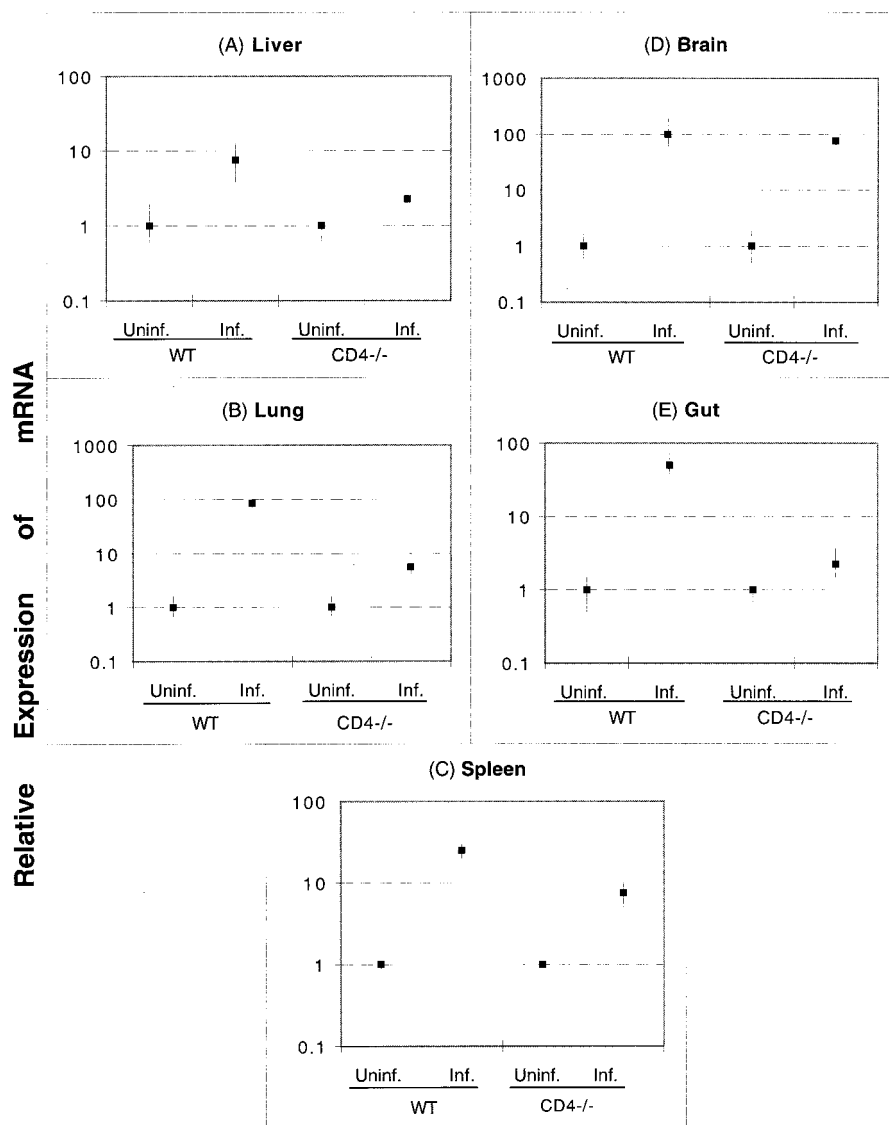 Relative Expression of mRNA
(A) Liver
100
10
1
0.1
Uninf. Inf. Uninf. Inf.
WT CD4-/-
(D) Brain
1000
100
10
1
0.1
Uninf. Inf. Uninf. Inf.
WT CD4-/-
(B) Lung
1000
100
10
1
0.1
Uninf. Inf. Uninf. Inf.
WT CD4-/-
(E) Gut
100
10
1
0.1
Uninf. Inf. Uninf. Inf.
WT CD4-/-
(C) Spleen
100
10
1
0.1
Uninf. Inf. Uninf. Inf.
WT CD4-/-